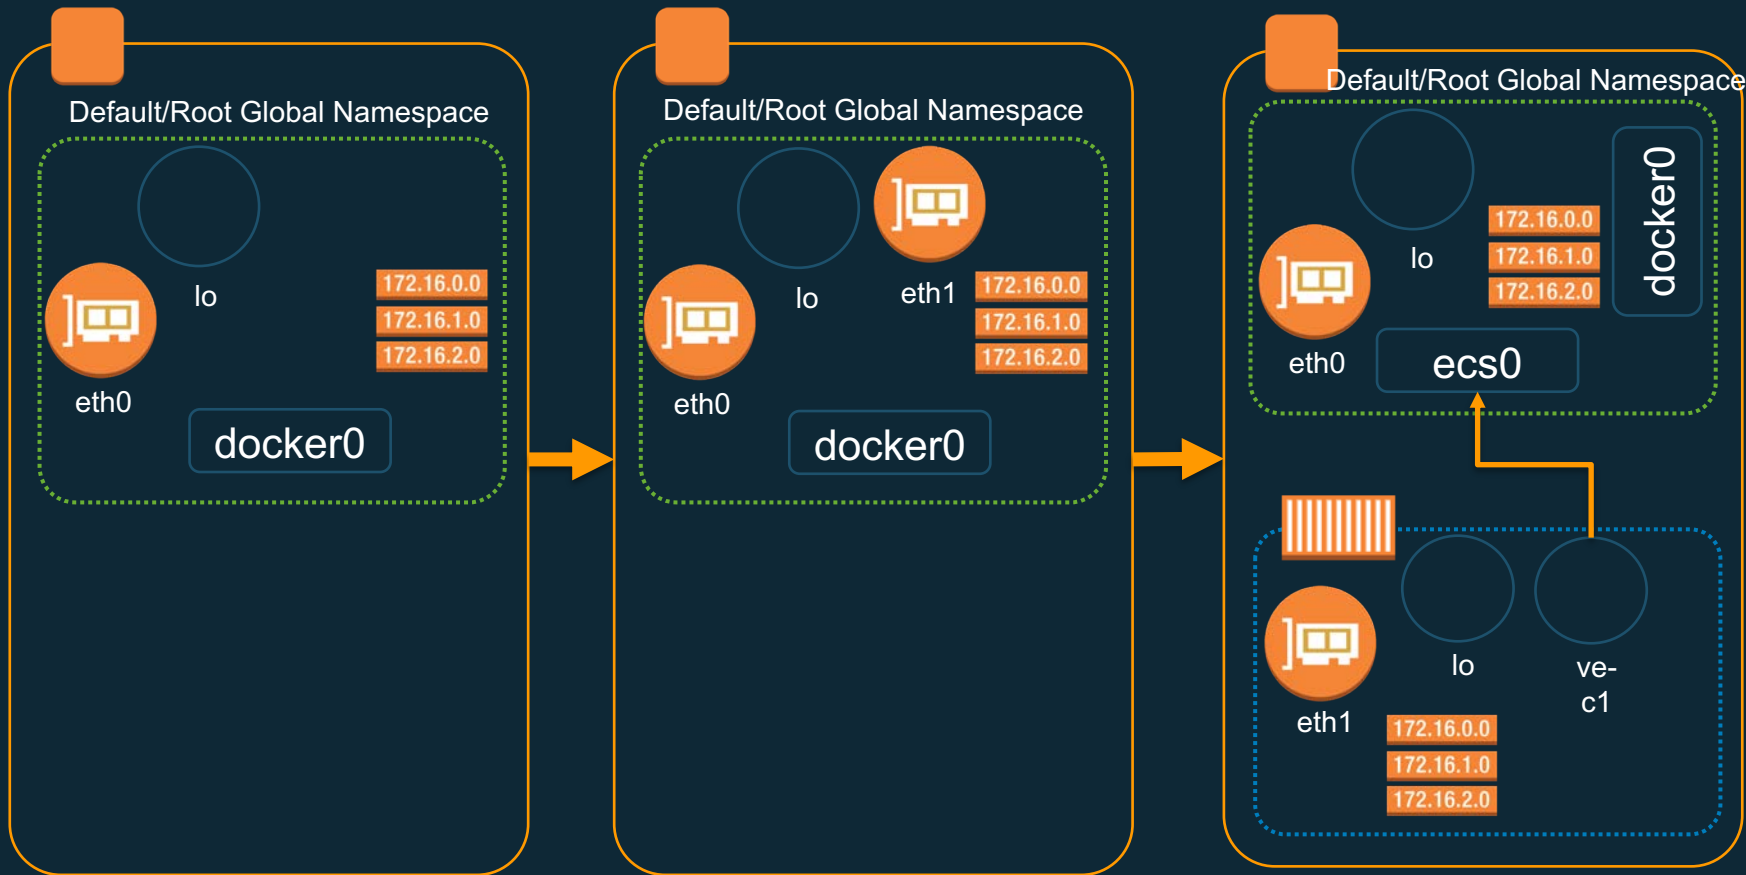 Default/Root Global Namespace
lo
172.16.0.0
172.16.1.0
172.16.2.0
eth0
docker0
Default/Root Global Namespace
lo
eth1
172.16.0.0
172.16.1.0
172.16.2.0
eth0
docker0
Default/Root Global Namespace
docker0
172.16.0.0
172.16.1.0
172.16.2.0
lo
eth0
ecs0
lo
ve-
c1
eth1
172.16.0.0
172.16.1.0
172.16.2.0